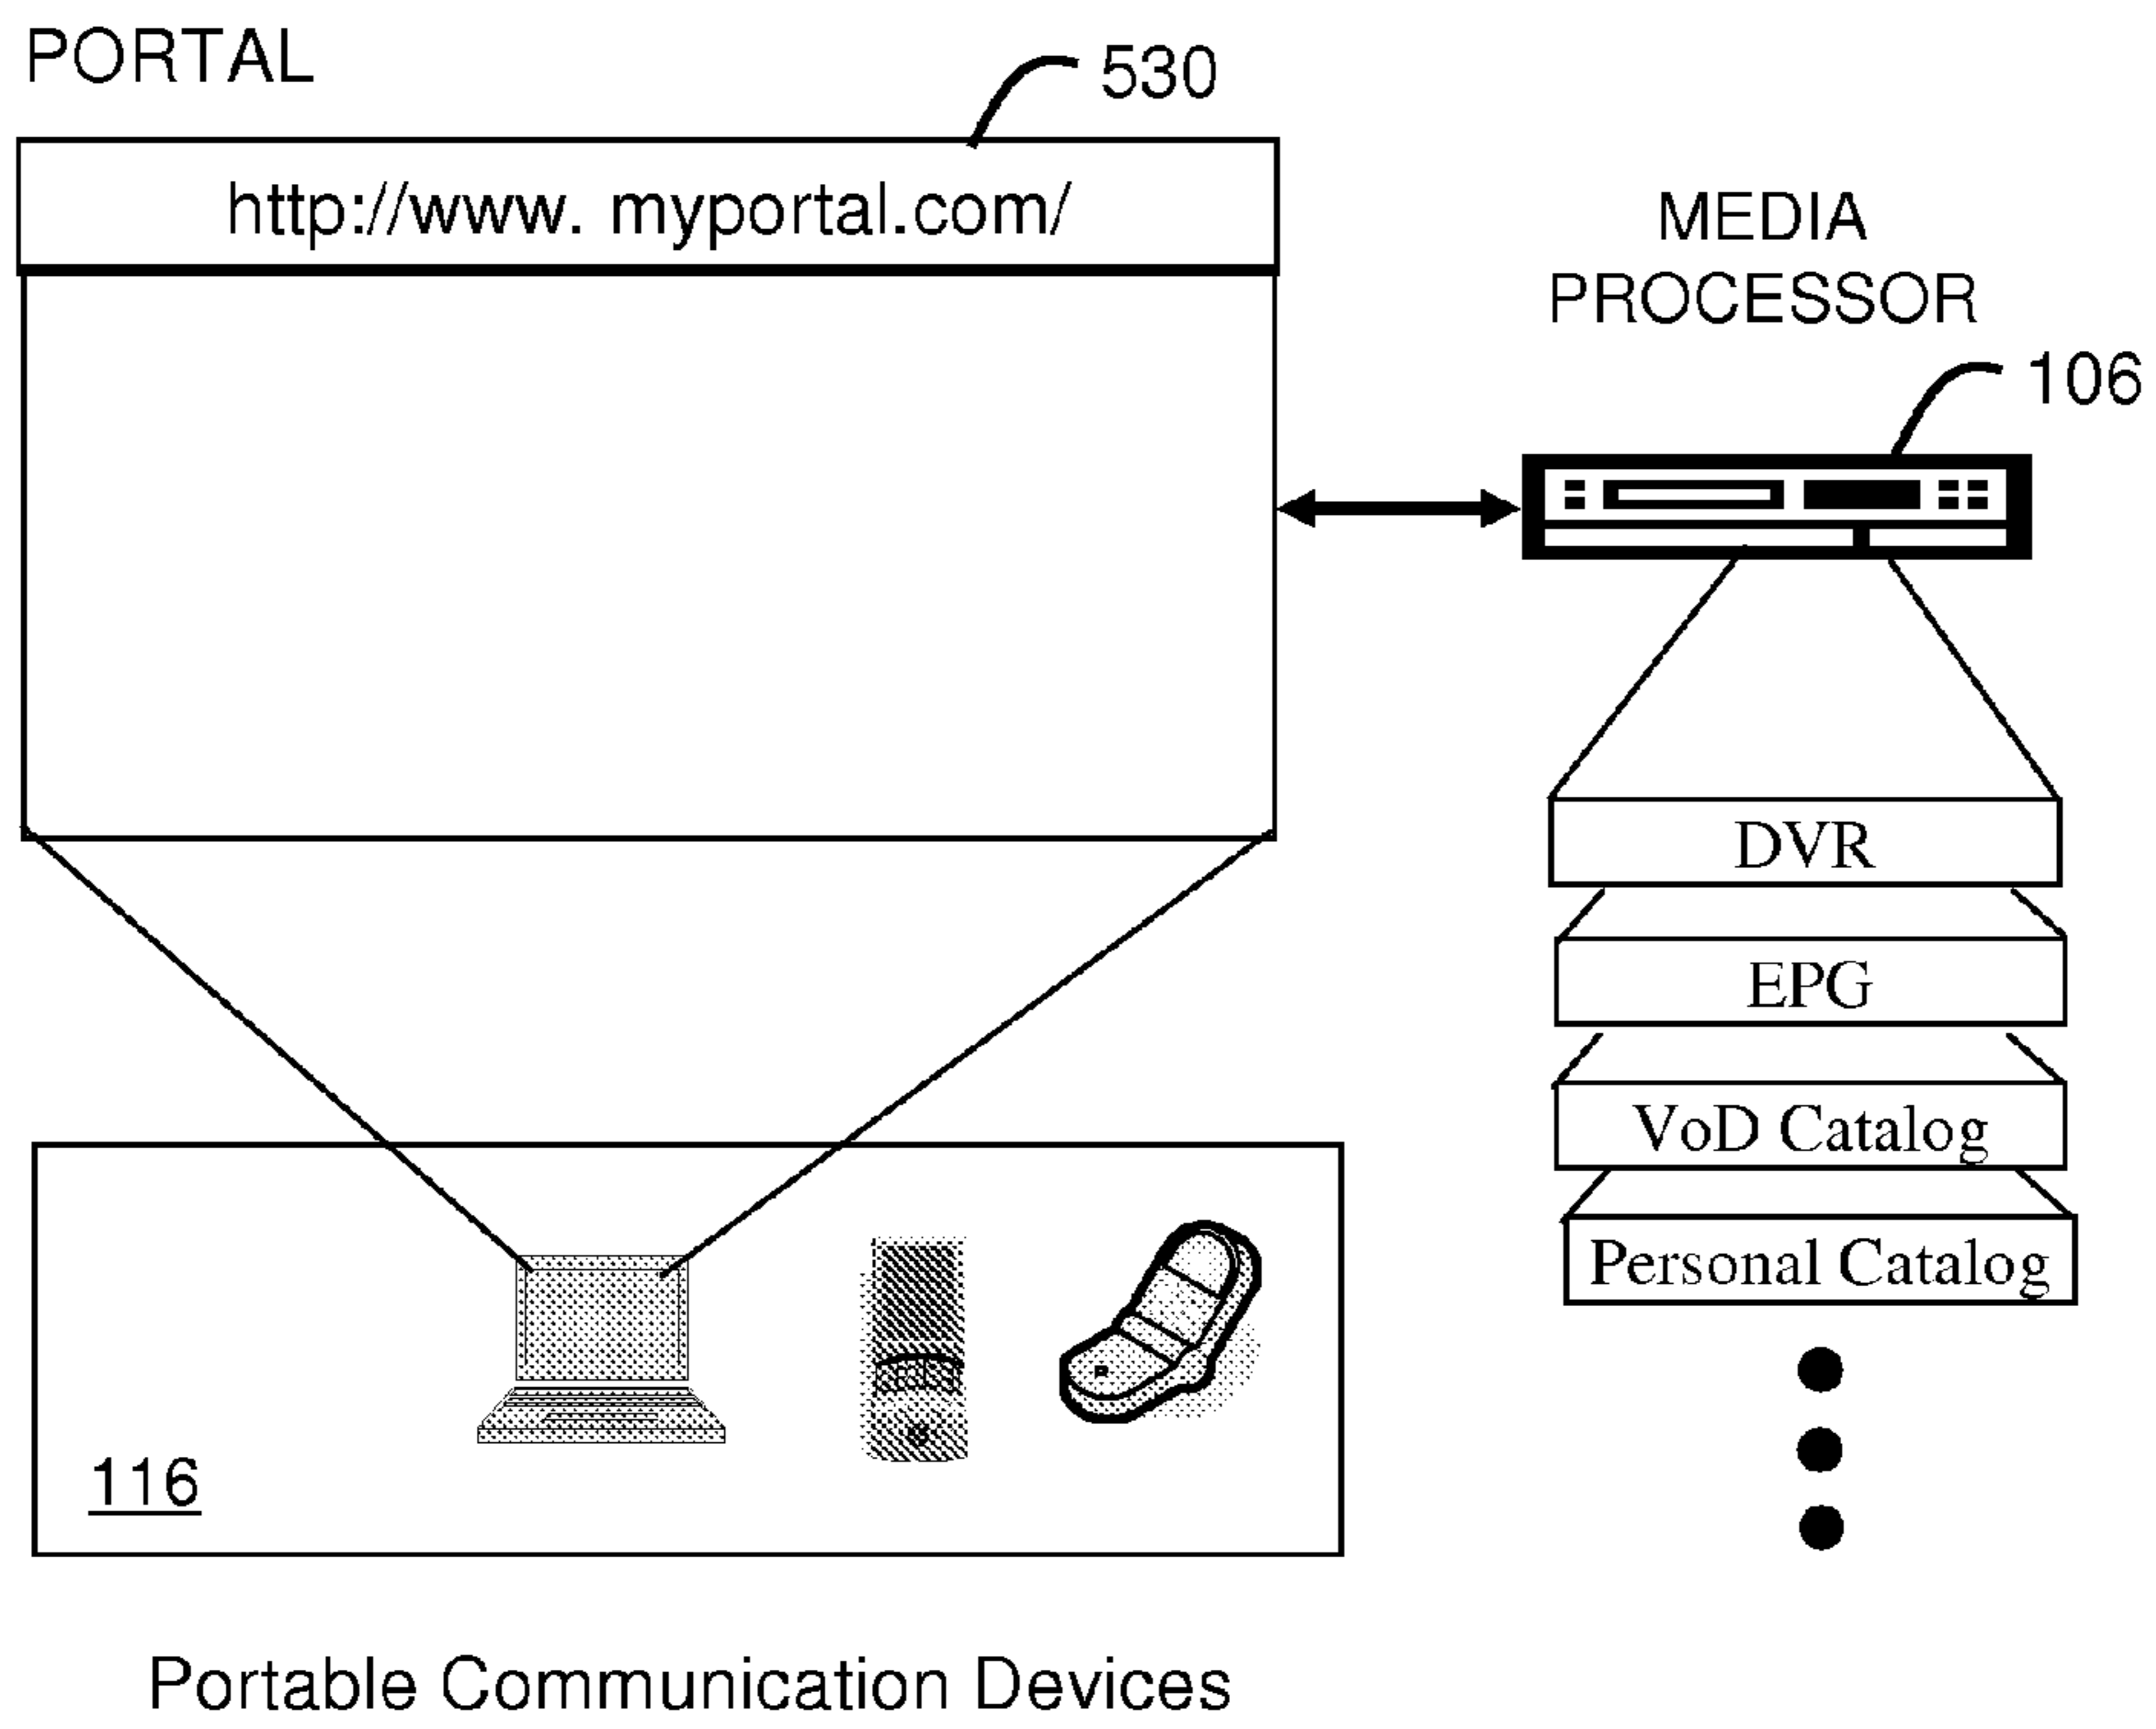 PORTAL
530
http://www. myportal.com/
MEDIA
PROCESSOR
106
DVR
EPG
VoD Catalog
Personal Catalog
116
Portable Communication Devices